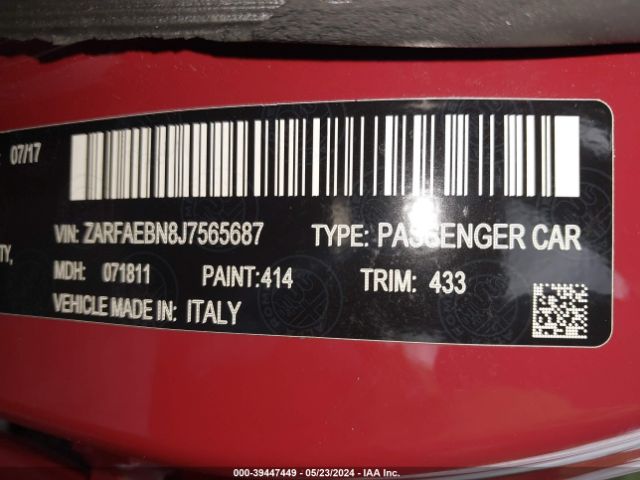 07/17
VIN: ZARFAEBN8J7565687 TYPE: PASSENGER CAR
TY,
MDH: 071811 PAINT:414 TRIM: 433
VEHICLE MADE IN: ITALY
000-39447449 - 05/23/2024 - IAA Inc.